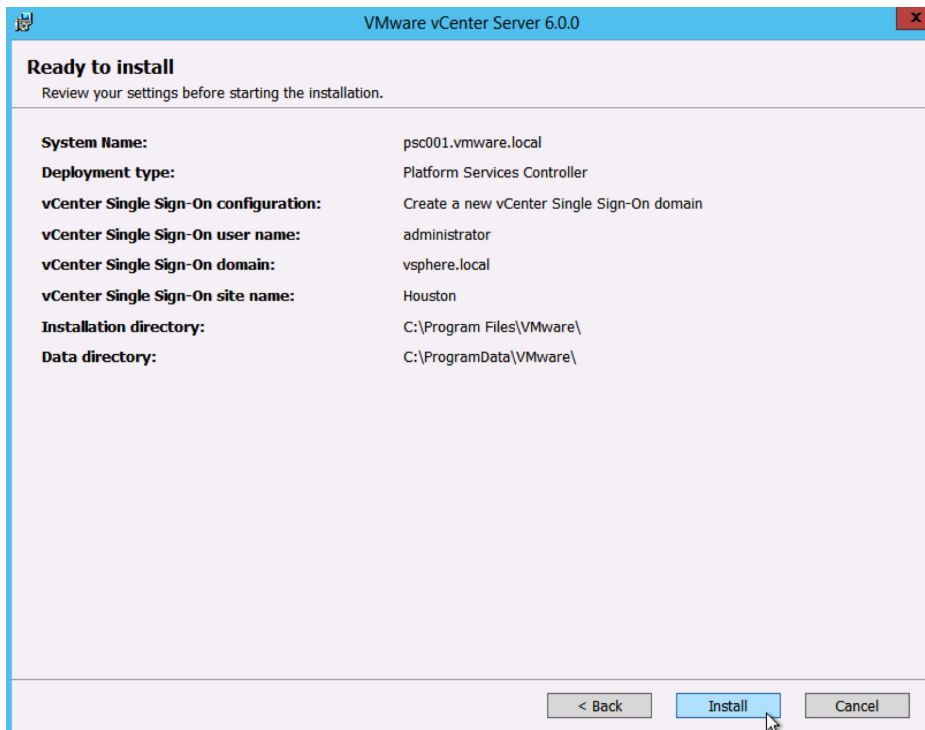 VMware vCenter Server 6.0.0
x
Ready to install
Review your settings before starting the installation.
System Name: psc001.vmware.local
Deployment type: Platform Services Controller
vCenter Single Sign-On configuration: Create a new vCenter Single Sign-On domain
vCenter Single Sign-On user name: administrator
vCenter Single Sign-On domain: vsphere.local
vCenter Single Sign-On site name: Houston
Installation directory: C:\Program Files\VMware\
Data directory: C:\ProgramData\VMware\
< Back Install Cancel